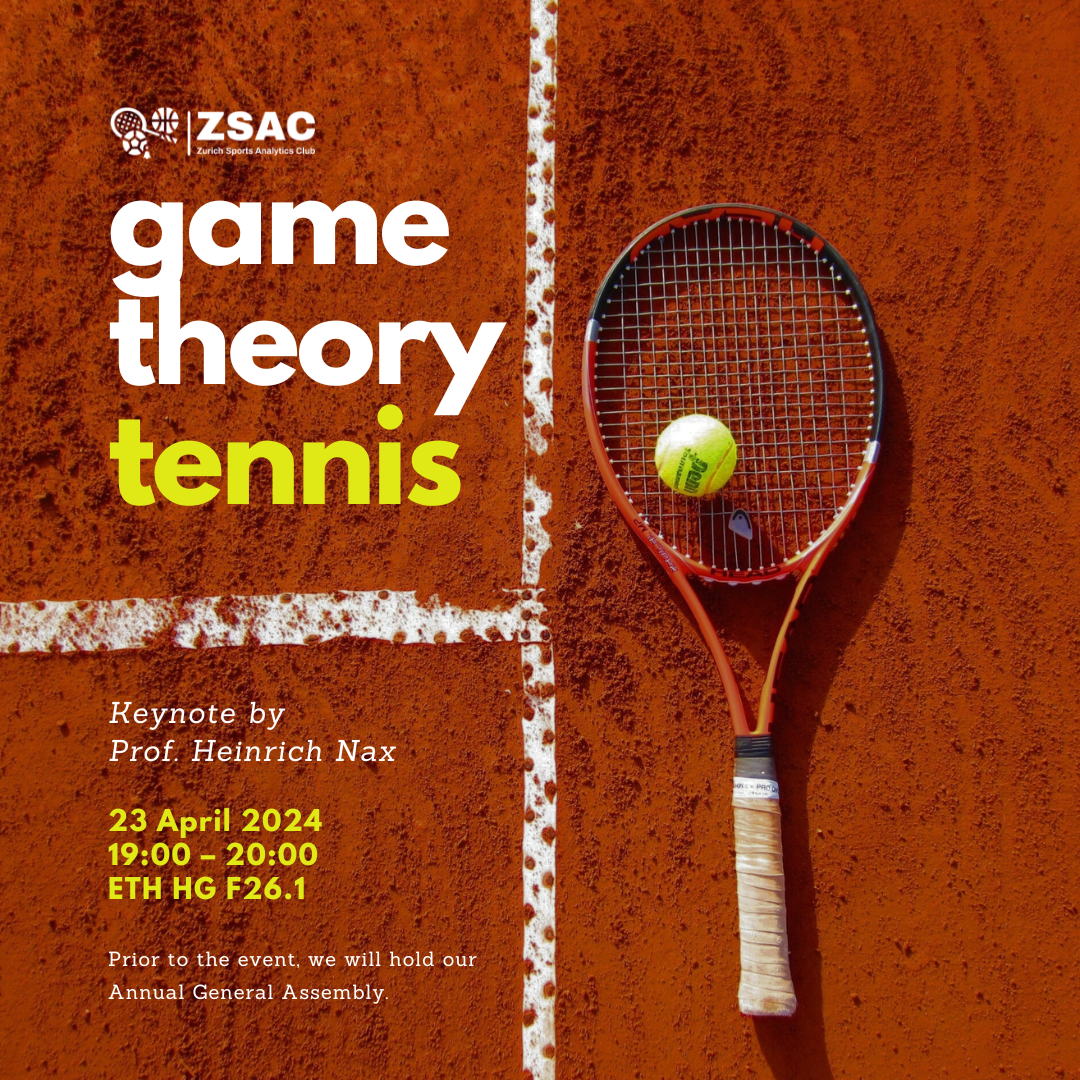 ZSAC
Zurich Sports Analytics Club
game
theory
tennis
Penn
Keynote by
Prof. Heinrich Nax
23 April 2024
19:00 – 20:00
ETH HG F26.1
Prior to the event, we will hold our
Annual General Assembly.